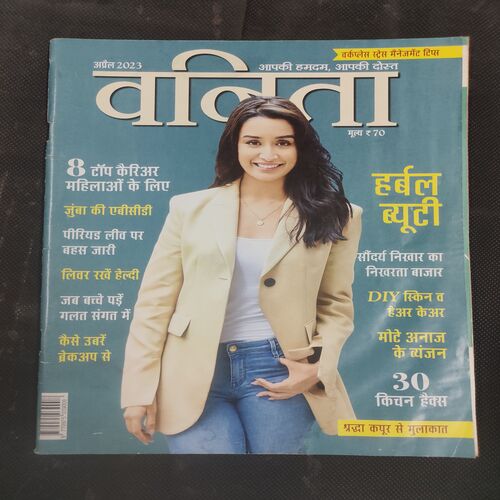 वर्कप्लेस स्ट्रेस मैनेजमेंट टिप्स
अप्रैल 2023
आपकी हमदम, आपकी दोस्त
वनिता
मूल्य ₹ 70
8 टॉप कैरिअर
महिलाओं के लिए
ज़ुंबा की एबीसीडी
पीरियड लीव पर
बहस जारी
लिवर रखें हेल्दी
जब बच्चे पड़ें
गलत संगत में
कैसे उबरें
ब्रेकअप से
हर्बल
ब्यूटी
सौंदर्य निखार का
निखरता बाजार
DIY स्किन व
हेअर केअर
मोटे अनाज
के व्यंजन
30
किचन हैक्स
श्रद्धा कपूर से मुलाकात